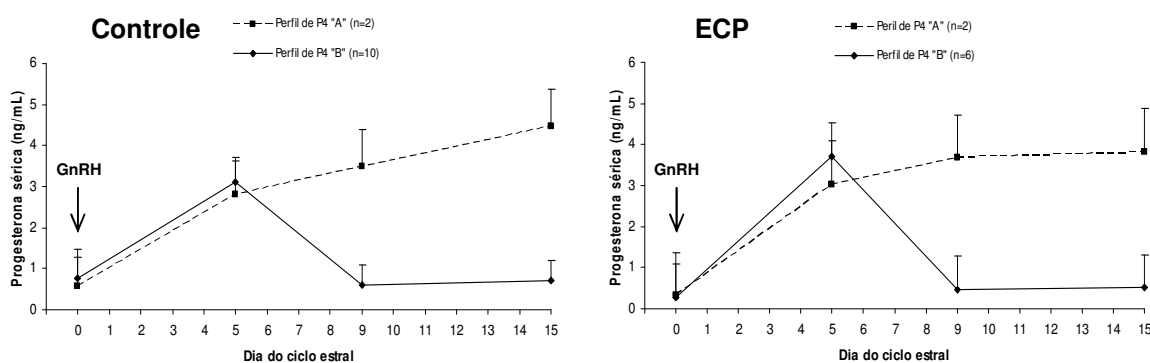 Controle
Perfil de P4 "A" (n=2)
Perfil de P4 "B" (n=10)
Progesterona sérica (ng/mL)
6
5
4
3
2
1
0
GnRH
0 1 2 3 4 5 6 7 8 9 10 11 12 13 14 15
Dia do ciclo estral
ECP
Peril de P4 "A" (n=2)
Perfil de P4 "B" (n=6)
Progesterona sérica (ng/mL)
6
5
4
3
2
1
0
GnRH
0 1 2 3 4 5 6 7 8 9 10 11 12 13 14 15
Dia do ciclo estral